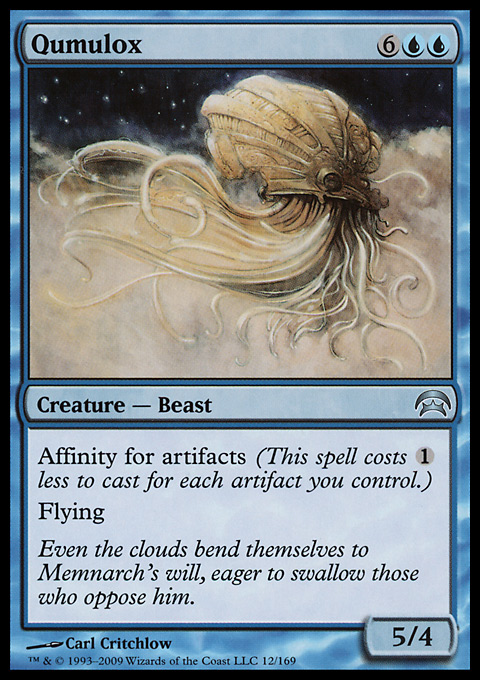 Qumulox 6
Creature — Beast
Affinity for artifacts (This spell costs 1
less to cast for each artifact you control.)
Flying
Even the clouds bend themselves to
Memnarch's will, eager to swallow those
who oppose him.
5/4
Carl Critchlow
™ & © 1993–2009 Wizards of the Coast LLC 12/169